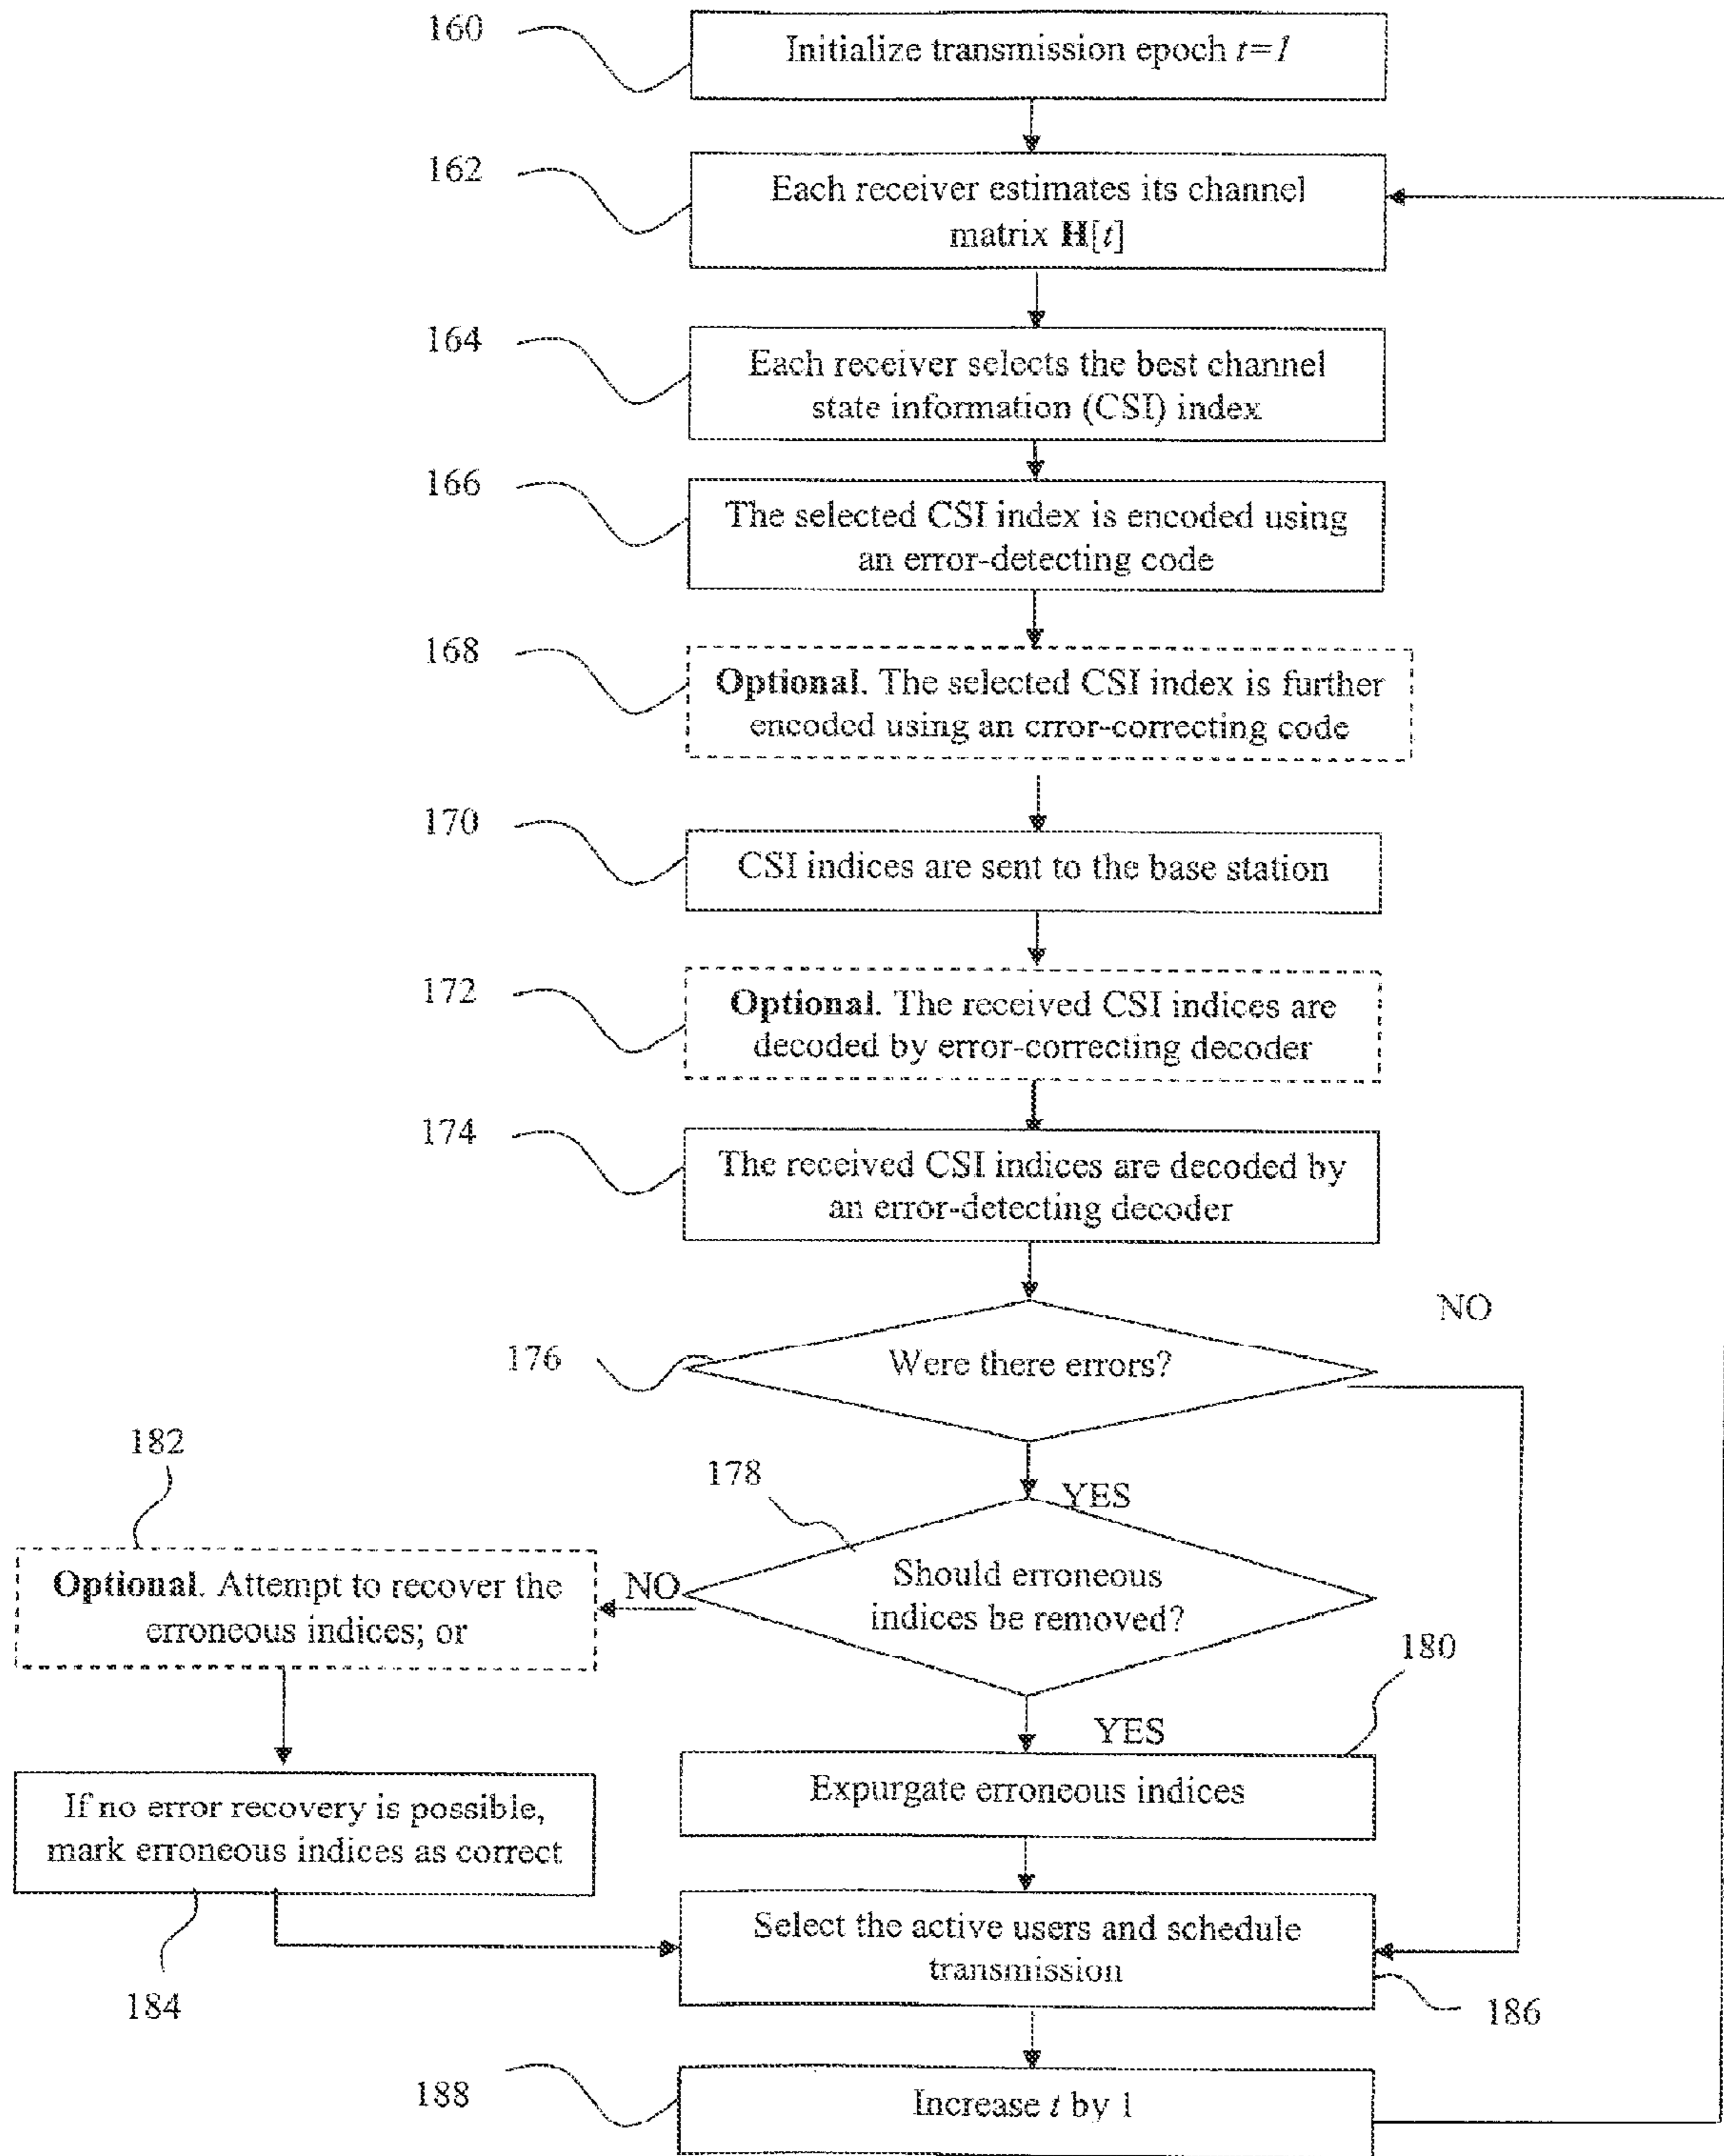 160
Initialize transmission epoch t=1
162
Each receiver estimates its channel
matrix H[t]
164
Each receiver selects the best channel
state information (CSI) index
166
The selected CSI index is encoded using
an error-detecting code
168
Optional. The selected CSI index is further
encoded using an error-correcting code
170
CSI indices are sent to the base station
172
Optional. The received CSI indices are
decoded by error-correcting decoder
174
The received CSI indices are decoded by
an error-detecting decoder
NO
176
Were there errors?
182
178
YES
Optional. Attempt to recover the
erroneous indices; or
NO
Should erroneous
indices be removed?
180
YES
Expurgate erroneous indices
If no error recovery is possible,
mark erroneous indices as correct
184
Select the active users and schedule
transmission
186
188
Increase t by 1